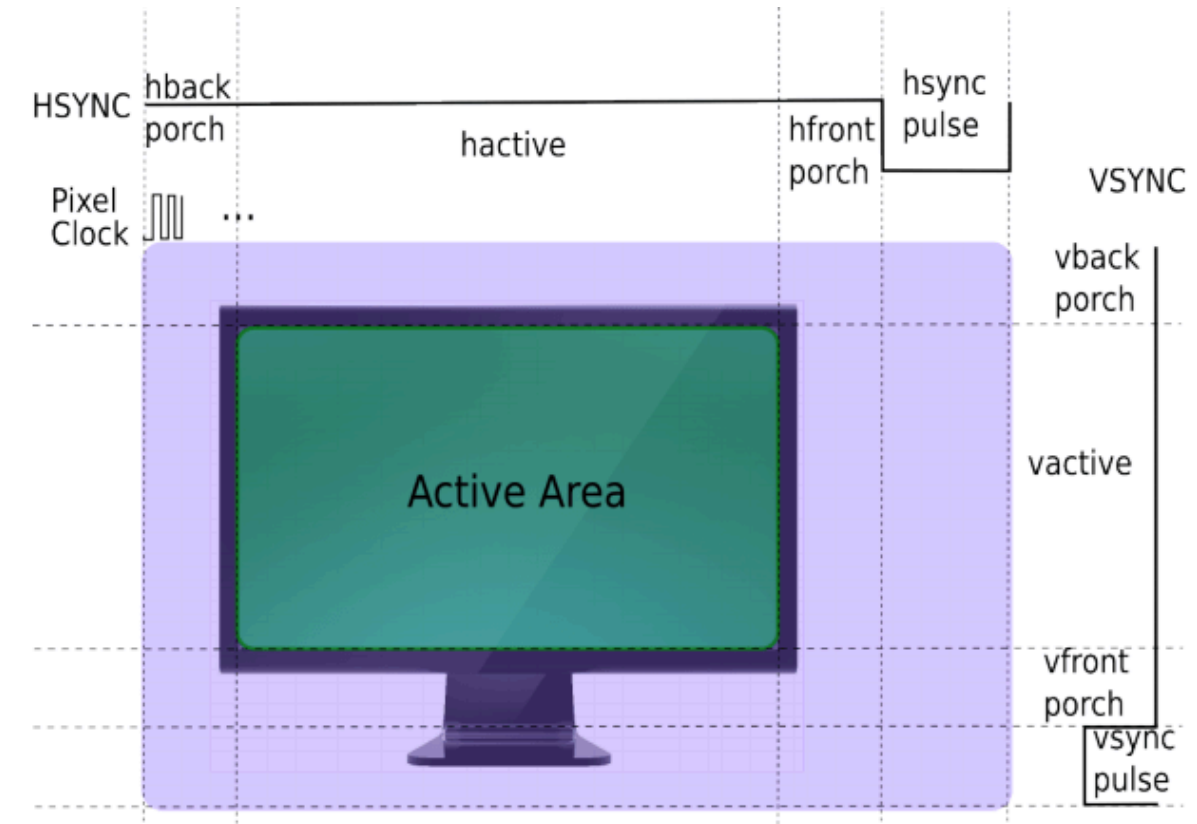 HSYNC
hback
porch
hactive
hfront
porch
hsync
pulse
VSYNC
Pixel
Clock
...
vback
porch
Active Area
vactive
vfront
porch
vsync
pulse